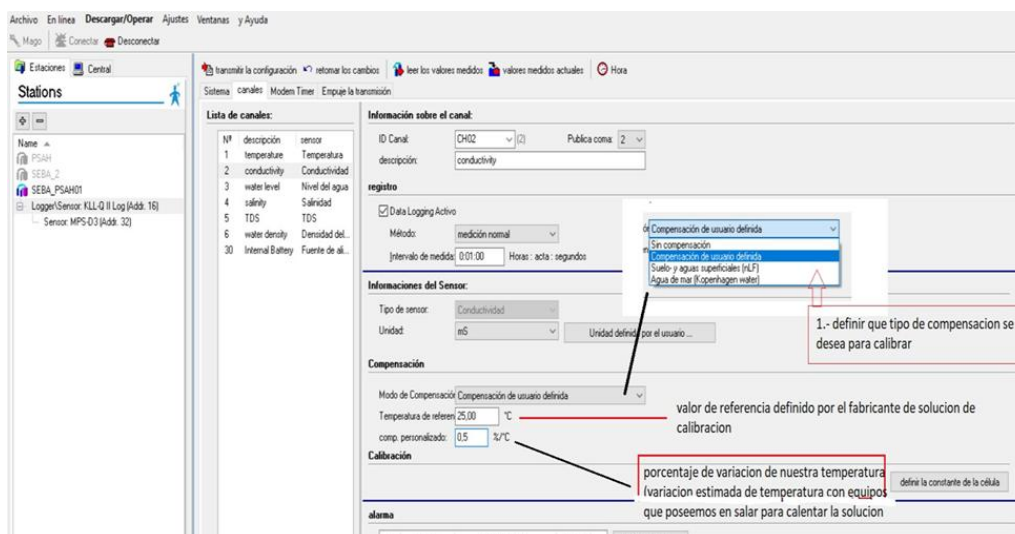 Archivo En línea Descargar/Operar Ajustes Ventanas y Ayuda
Mago Conectar Desconectar
Estaciones Central
Stations
Name
PSAH
SEBA_2
SEBA_PSAH01
Logger\Sensor: KLL-Q II Log (Addr. 16)
Sensor: MPS-D3 (Addr. 32)
transmitir la configuración retomar los cambios leer los valores medidos valores medidos actuales Hora
Sistema canales Modem Timer Empuje la transmisión
Lista de canales:
Nº descripción sensor
1 temperature Temperatura
2 conductivity Conductividad
3 water level Nivel del agua
4 salinity Salinidad
5 TDS TDS
6 water density Densidad del...
30 Internal Battery Fuente de ali...
Información sobre el canal:
ID Canal: CH02 (2) Publica coma: 2
descripción: conductivity
registro
Data Logging Activo
Método: medición normal
Intervalo de medida: 0:01:00 Horas : acta : segundos
Compensación de usuario definida
Sin compensación
Compensación de usuario definida
Suelo- y aguas superficiales (nLF)
Agua de mar (Kopenhagen water)
1.- definir que tipo de compensacion se
desea para calibrar
Informaciones del Sensor:
Tipo de sensor: Conductividad
Unidad: mS Unidad definida por el usuario ...
Compensación
Modo de Compensación Compensación de usuario definida
Temperatura de referen 25,00 °C
comp. personalizado: 0,5 %/°C
valor de referencia definido por el fabricante de solucion de
calibracion
Calibración
porcentaje de variacion de nuestra temperatura
(variacion estimada de temperatura con equipos
que poseemos en salar para calentar la solucion
definir la constante de la célula
alarma